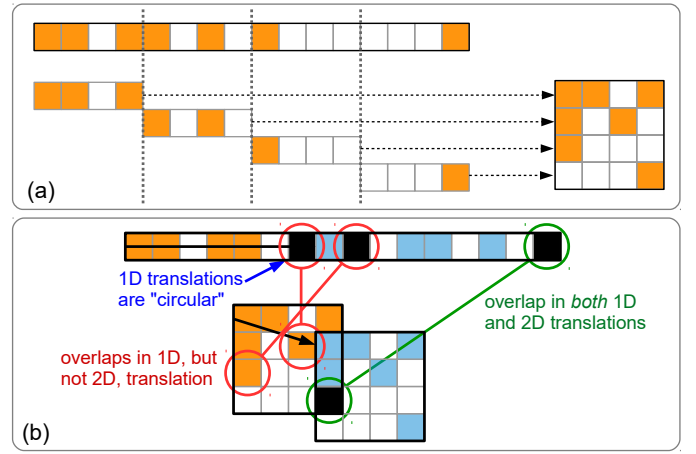 (a)
1D translations
are "circular"
overlap in both 1D
and 2D translations
overlaps in 1D, but
not 2D, translation
(b)